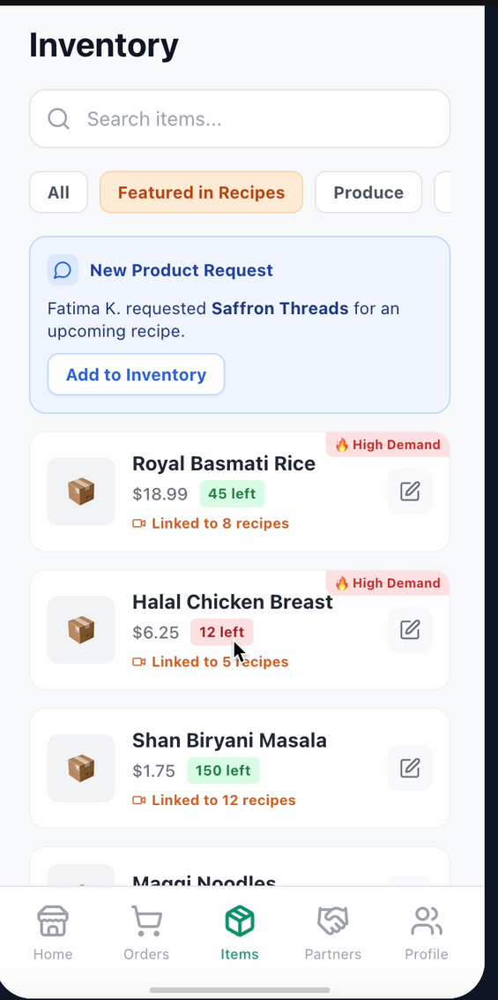 Inventory
Search items...
All
Featured in Recipes
Produce
New Product Request
Fatima K. requested Saffron Threads for an
upcoming recipe.
Add to Inventory
🔥 High Demand
Royal Basmati Rice
$18.99
45 left
Linked to 8 recipes
🔥 High Demand
Halal Chicken Breast
$6.25
12 left
Linked to 5 recipes
Shan Biryani Masala
$1.75
150 left
Linked to 12 recipes
Maggi Noodles
Home
Orders
Items
Partners
Profile